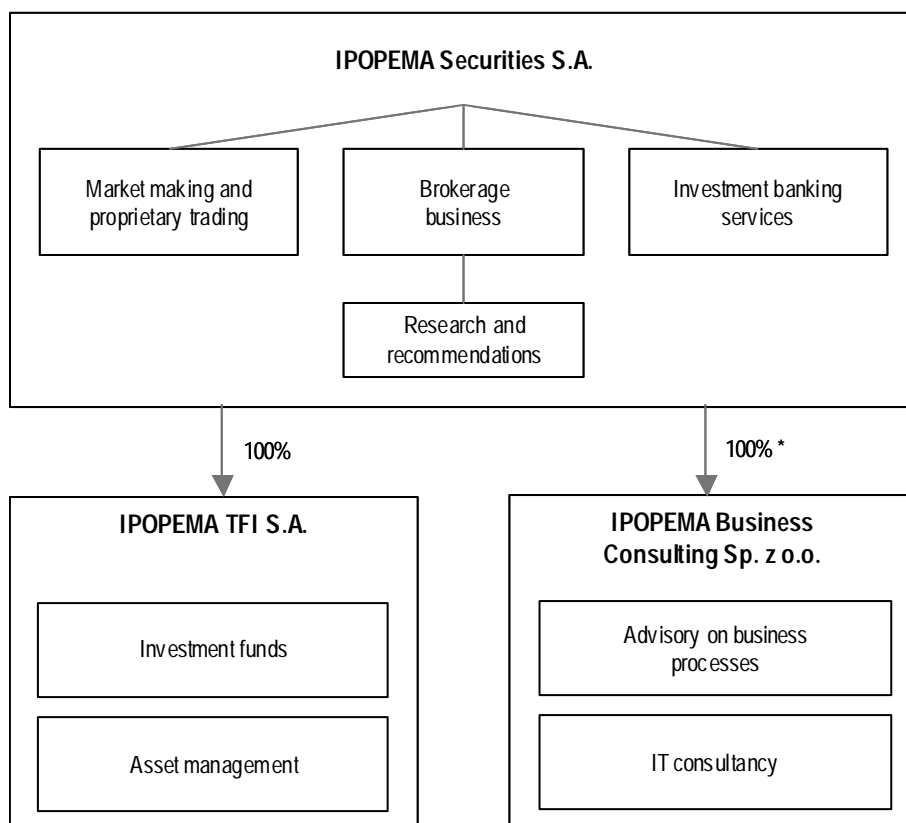 IPOPEMA Securities S.A.
Market making and
proprietary trading
Brokerage
business
Investment banking
services
Research and
recommendations
100%
100% *
IPOPEMA TFI S.A.
Investment funds
Asset management
IPOPEMA Business
Consulting Sp. z o.o.
Advisory on business
processes
IT consultancy